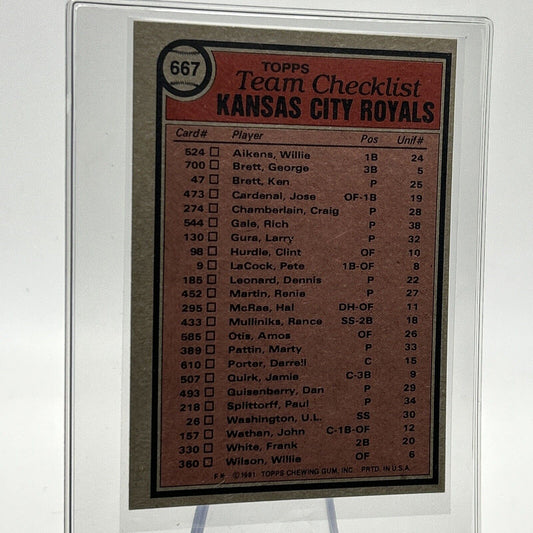 667
TOPPS
Team Checklist
KANSAS CITY ROYALS
Card# Player Pos Unif#
524 Aikens, Willie 1B 24
700 Brett, George 3B 5
47 Brett, Ken P 25
473 Cardenal, Jose OF-1B 19
274 Chamberlain, Craig P 28
544 Gale, Rich P 38
130 Gura, Larry P 32
98 Hurdle, Clint OF 10
9 LaCock, Pete 1B-OF 8
185 Leonard, Dennis P 22
452 Martin, Renie P 27
295 McRae, Hal DH-OF 11
433 Mulliniks, Rance SS-2B 18
585 Otis, Amos OF 26
389 Pattin, Marty P 33
610 Porter, Darrell C 15
507 Quirk, Jamie C-3B 9
493 Quisenberry, Dan P 29
218 Splittorff, Paul P 34
26 Washington, U.L. SS 30
157 Wathan, John C-1B-OF 12
330 White, Frank 2B 20
360 Wilson, Willie OF 6
F* ©1981 TOPPS CHEWING GUM, INC. PRTD. IN U.S.A.